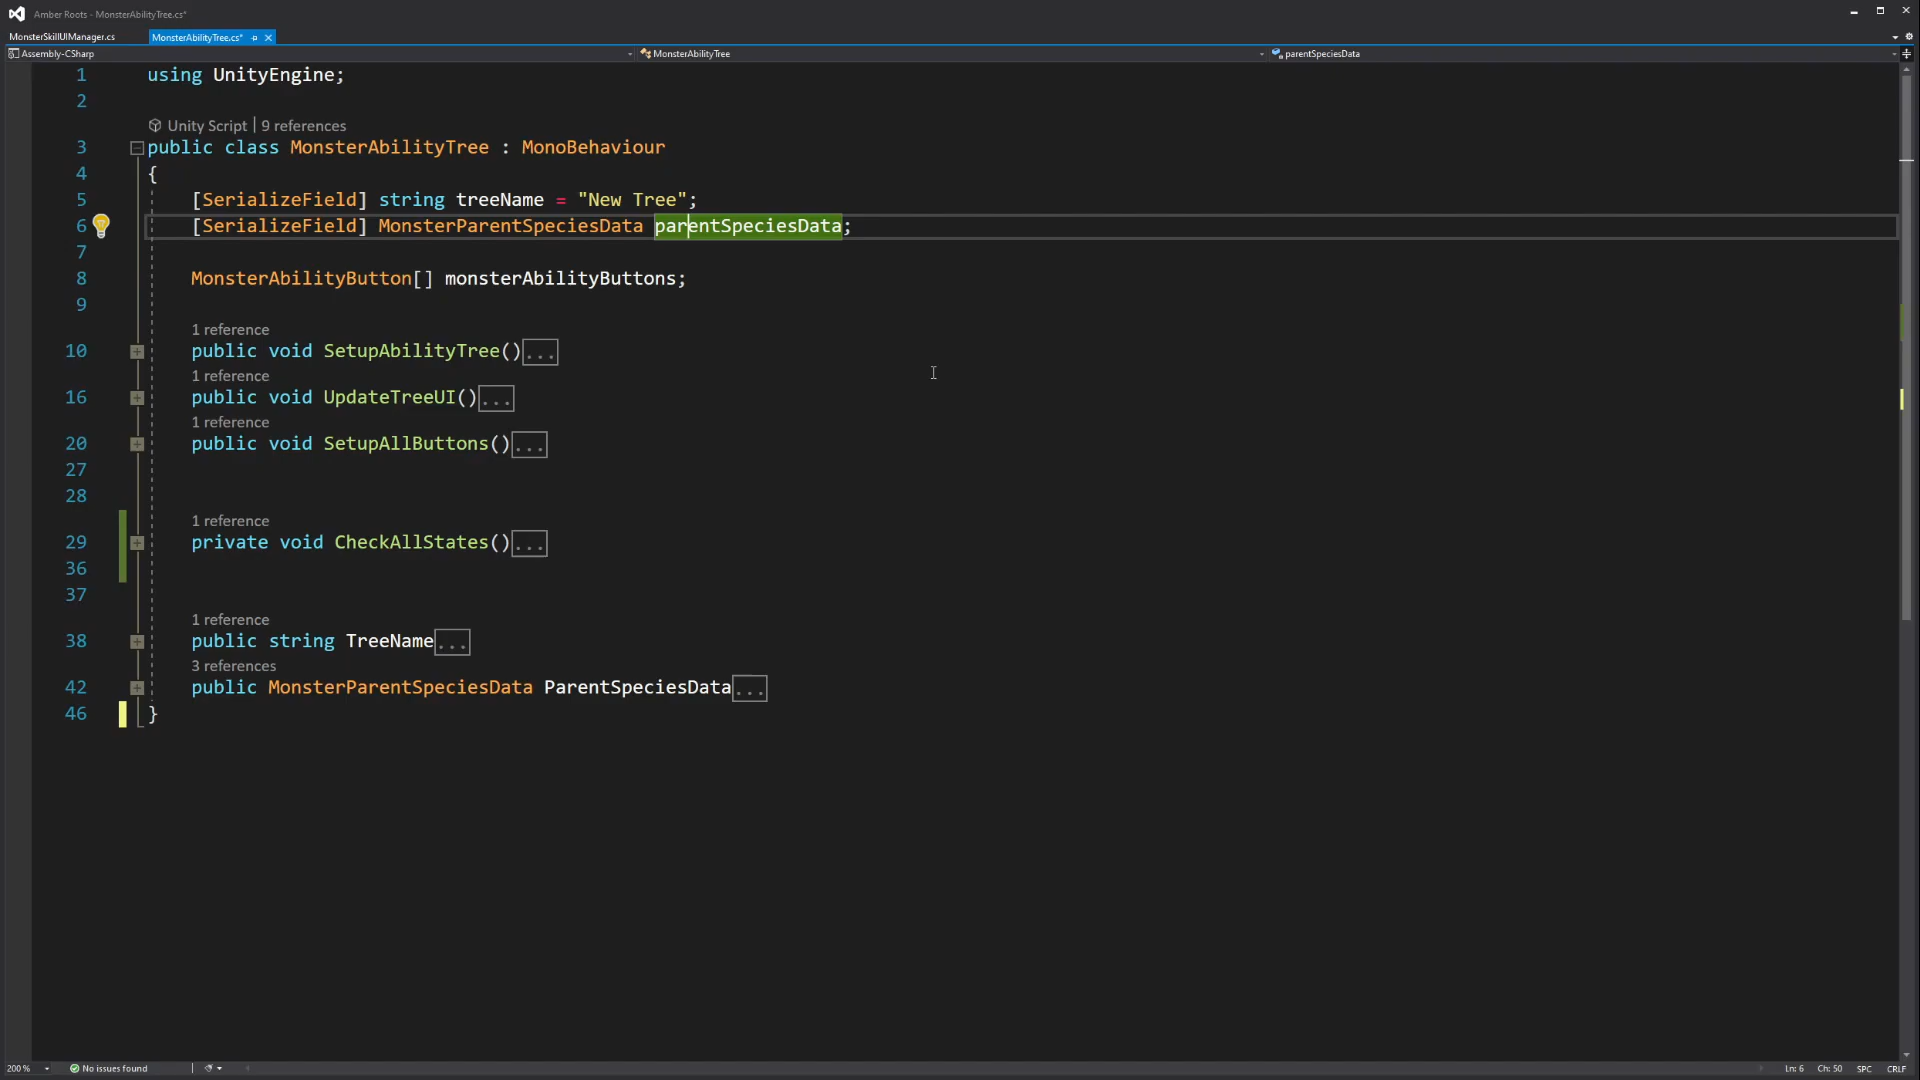 Amber Roots - MonsterAbilityTree.cs*
MonsterSkillUIManager.cs MonsterAbilityTree.cs*
Assembly-CSharp MonsterAbilityTree parentSpeciesData
1 using UnityEngine;
2
Unity Script | 9 references
3 public class MonsterAbilityTree : MonoBehaviour
4 {
5 [SerializeField] string treeName = "New Tree";
6 [SerializeField] MonsterParentSpeciesData parentSpeciesData;
7
8 MonsterAbilityButton[] monsterAbilityButtons;
9
1 reference
10 public void SetupAbilityTree()...
1 reference
16 public void UpdateTreeUI()...
1 reference
20 public void SetupAllButtons()...
27
28
1 reference
29 private void CheckAllStates()...
36
37
1 reference
38 public string TreeName...
3 references
42 public MonsterParentSpeciesData ParentSpeciesData...
46 }
200 % No issues found Ln: 6 Ch: 50 SPC CRLF